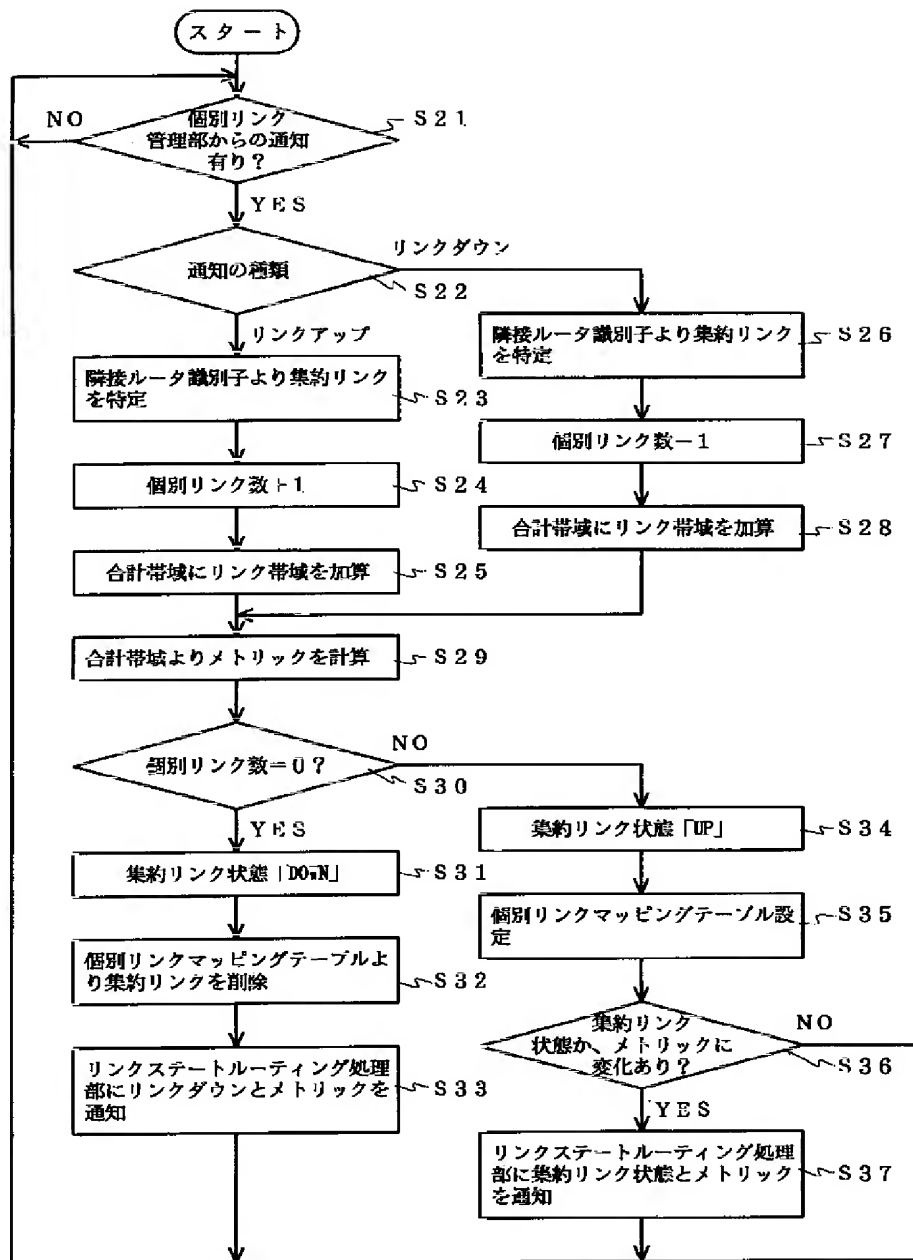 スタート
個別リンク
管理部からの通知
有り？
S21
NO
YES
通知の種類
S22
リンクダウン
リンクアップ
隣接ルータ識別子より集約リンク
を特定
S23
個別リンク数+1
S24
合計帯域にリンク帯域を加算
S25
隣接ルータ識別子より集約リンク
を特定
S26
個別リンク数-1
S27
合計帯域にリンク帯域を加算
S28
合計帯域よりメトリックを計算
S29
個別リンク数=0？
S30
NO
YES
集約リンク状態「DOWN」
S31
個別リンクマッピングテーブルよ
り集約リンクを削除
S32
リンクステートルーティング処理
部にリンクダウンとメトリックを
通知
S33
集約リンク状態「UP」
S34
個別リンクマッピングテーブル設
定
S35
集約リンク
状態か、メトリックに
変化あり？
S36
NO
YES
リンクステートルーティング処理
部に集約リンク状態とメトリック
を通知
S37